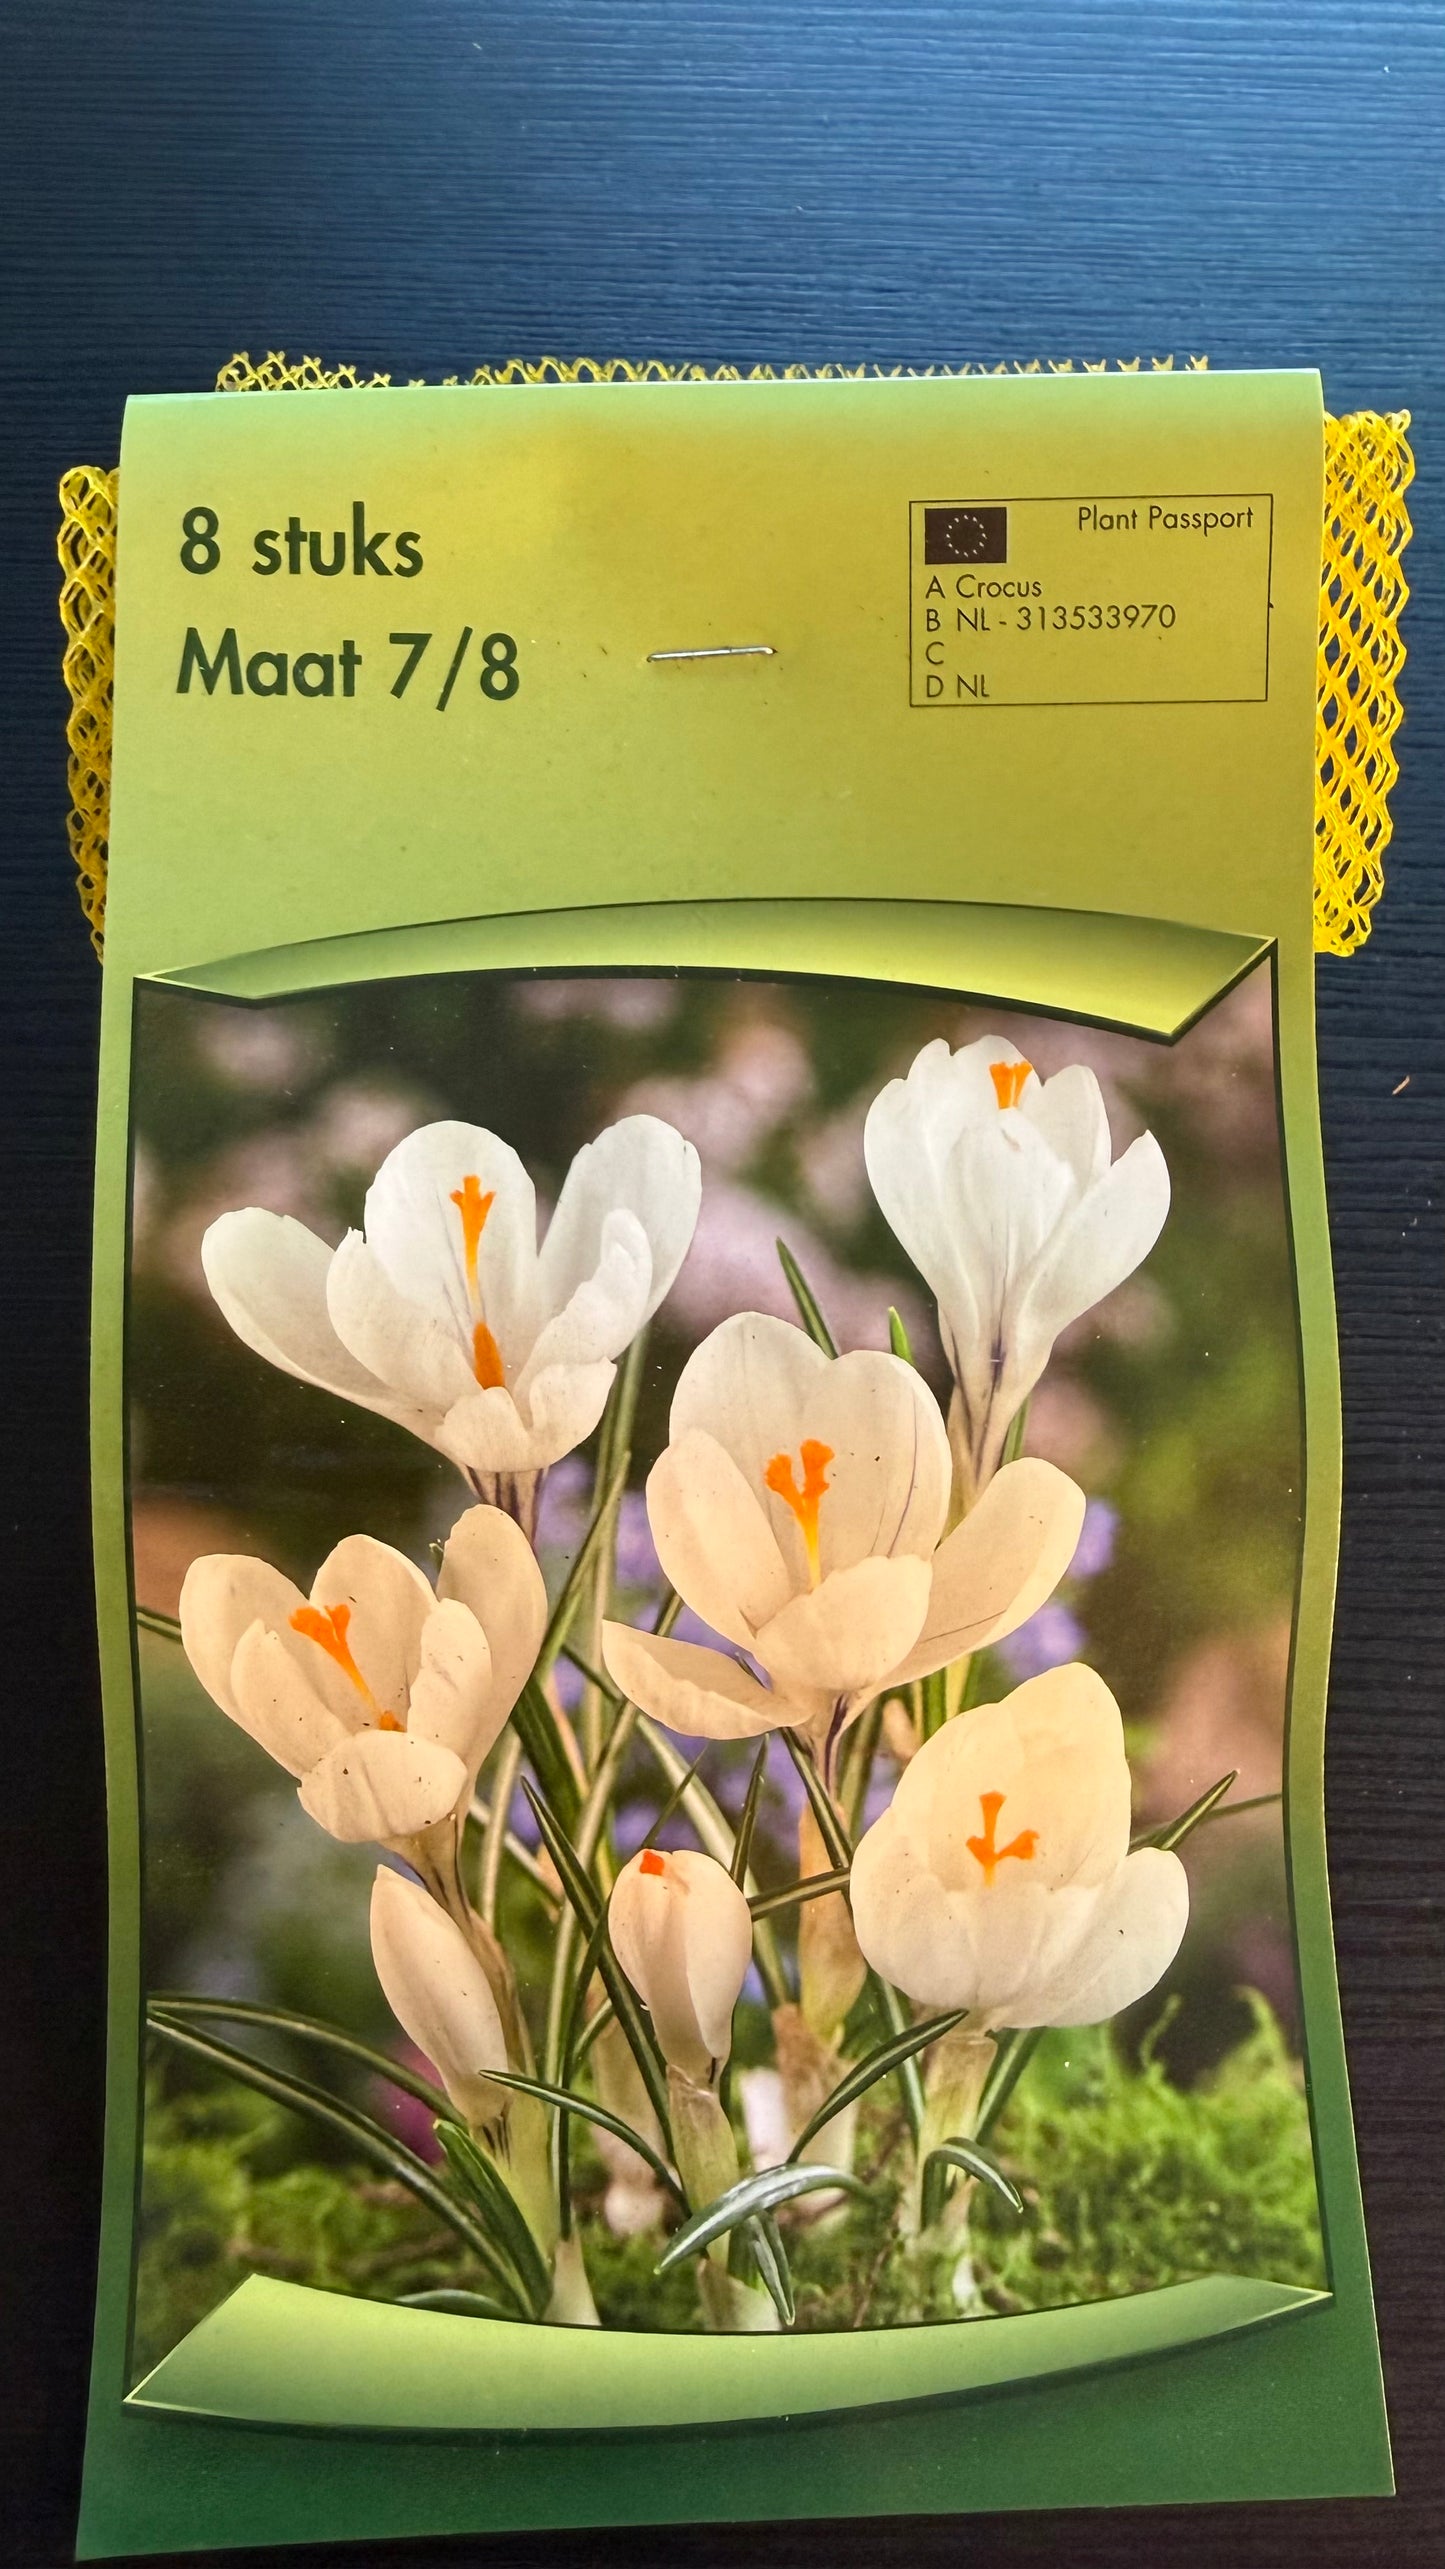 8 stuks
Maat 7/8
Plant Passport
A Crocus
B NL - 313533970
C
D NL